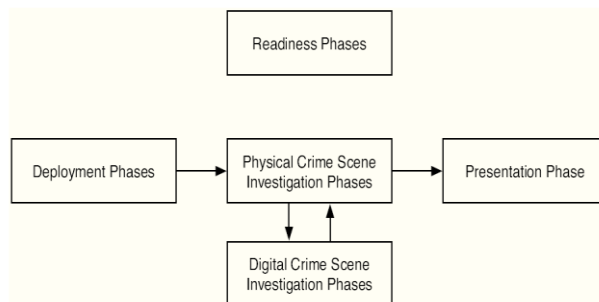 Readiness Phases
Deployment Phases
Physical Crime Scene
Investigation Phases
Presentation Phase
Digital Crime Scene
Investigation Phases